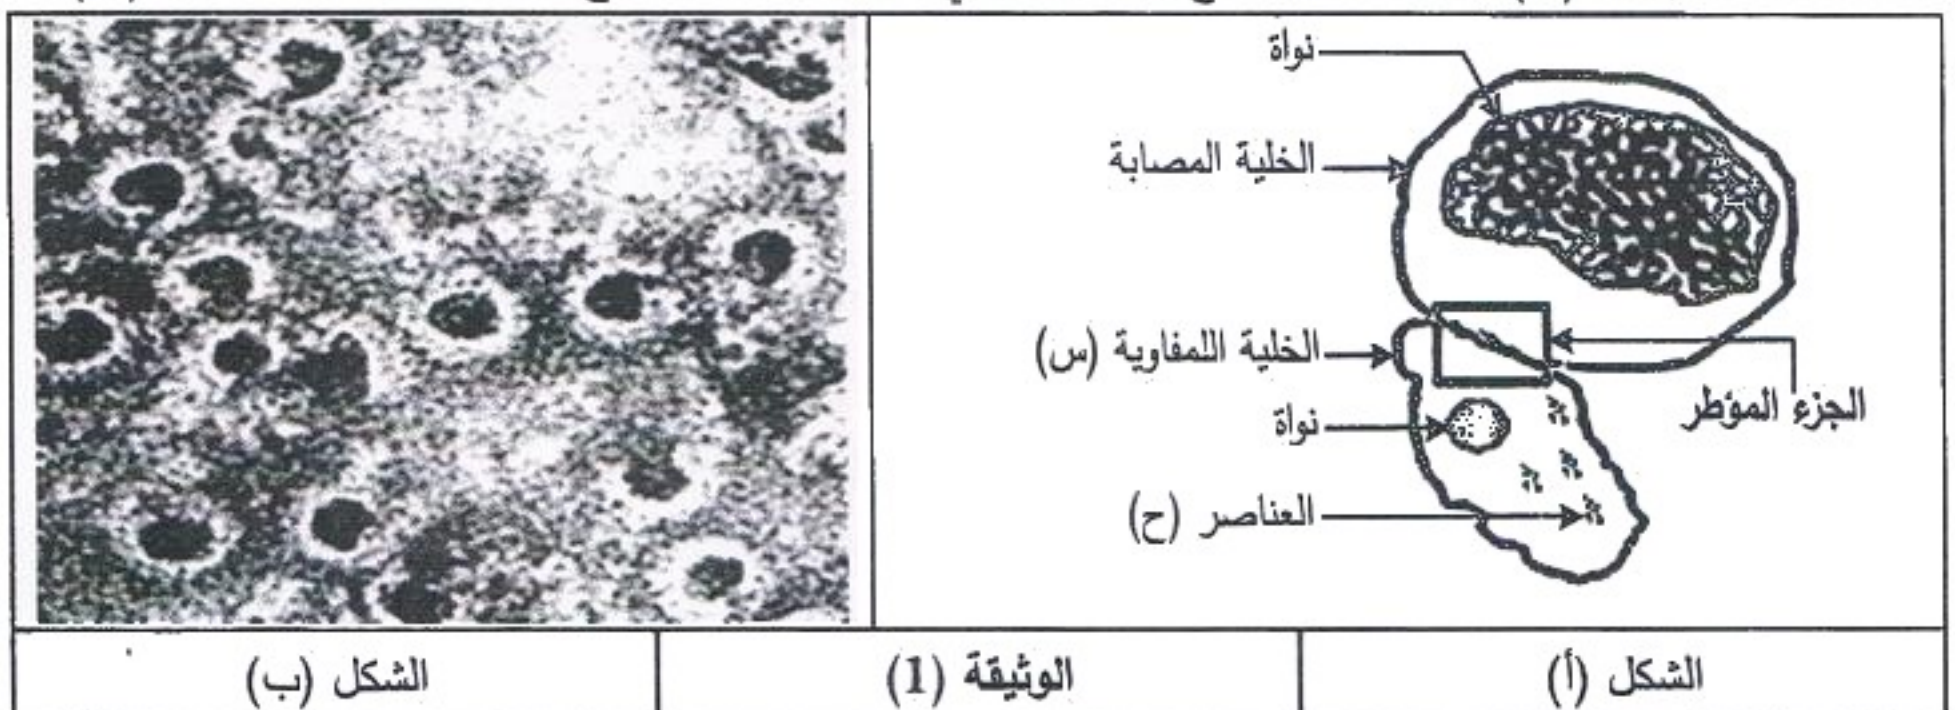 نواة
الخلية المصابة
الخلية اللمفاوية (س)
الجزء المؤطر
نواة
العناصر (ح)
الشكل (أ)
الوثيقة (1)
الشكل (ب)